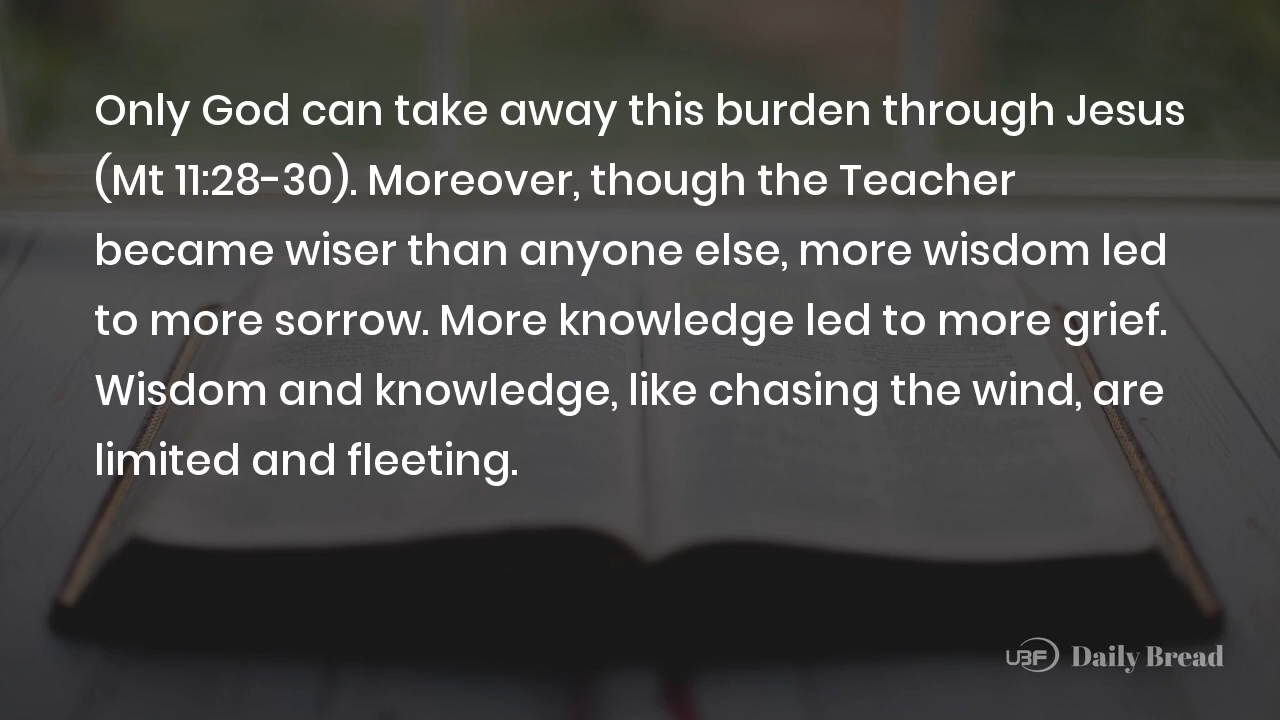 Only God can take away this burden through Jesus
(Mt 11:28-30). Moreover, though the Teacher
became wiser than anyone else, more wisdom led
to more sorrow. More knowledge led to more grief.
Wisdom and knowledge, like chasing the wind, are
limited and fleeting.
UBF Daily Bread